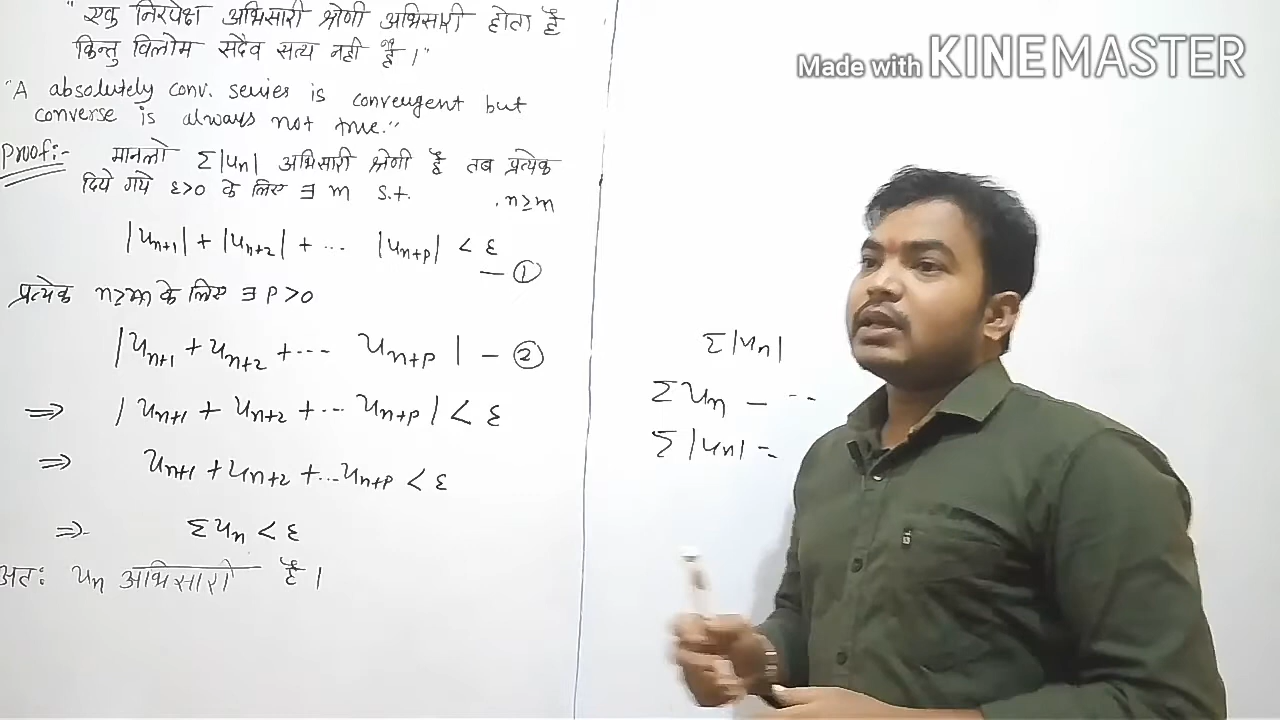 "एक निरपेक्ष अभिसारी श्रेणी अभिसारी होता है
किन्तु विलोम सदैव सत्य नहीं है।"
"A absolutely conv. series is convergent but
converse is always not true."
Proof:- मानलो Σ|un| अभिसारी श्रेणी है तब प्रत्येक
दिये गये ε>0 के लिए ∃ m s.t. n≥m
|un+1| + |un+2| + ... |un+p| < ε
— ①
प्रत्येक n≥m के लिए ∃ p>0
|un+1 + un+2 + --- un+p| — ②
⇒ |un+1 + un+2 + ... un+p| < ε
⇒ un+1 + un+2 + ... un+p < ε
⇒ Σun < ε
अतः un अभिसारी है।
Σ|un|
Σun — --
Σ|un| =
Made with KINEMASTER